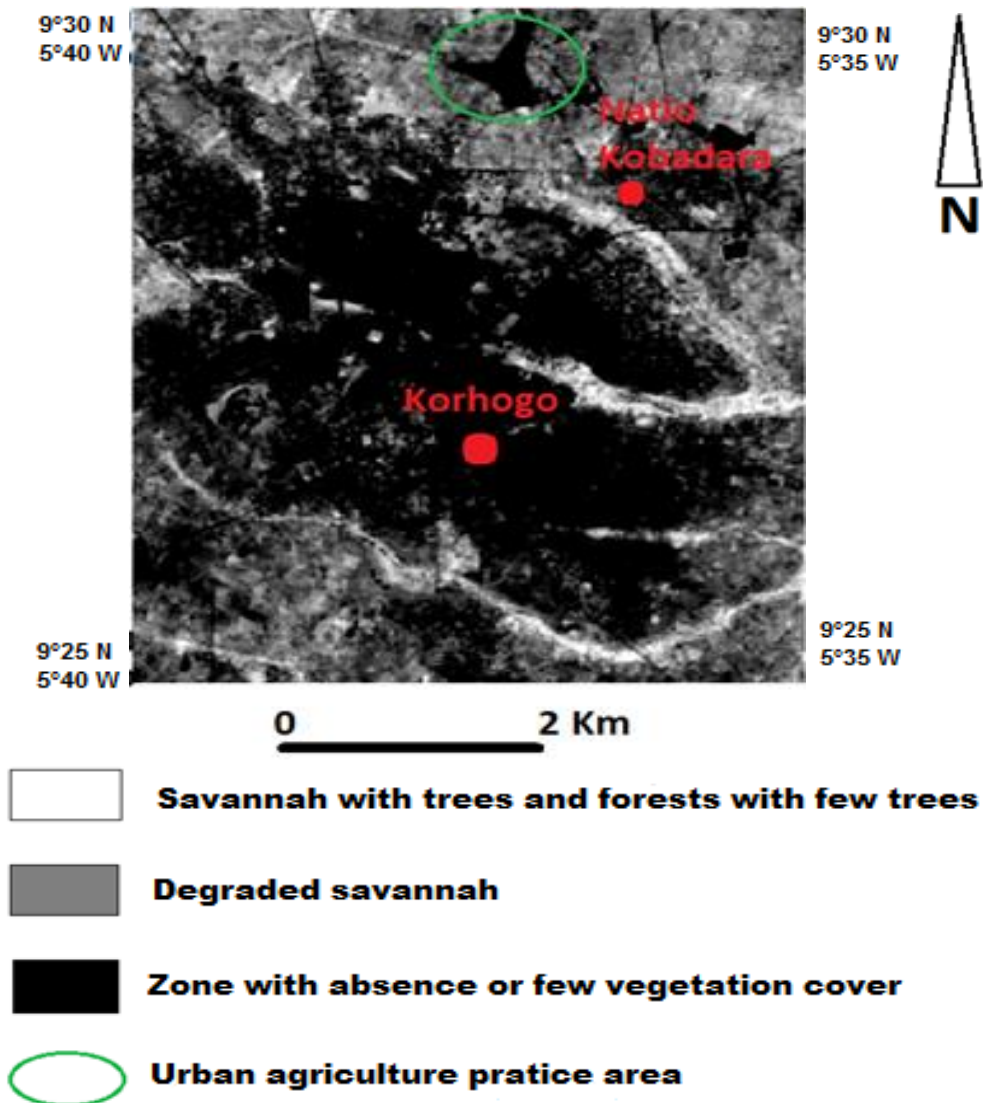 9°30 N
5°40 W
9°30 N
5°35 W
Natio
Kobadara
N
Korhogo
9°25 N
5°40 W
9°25 N
5°35 W
0 2 Km
Savannah with trees and forests with few trees
Degraded savannah
Zone with absence or few vegetation cover
Urban agriculture pratice area